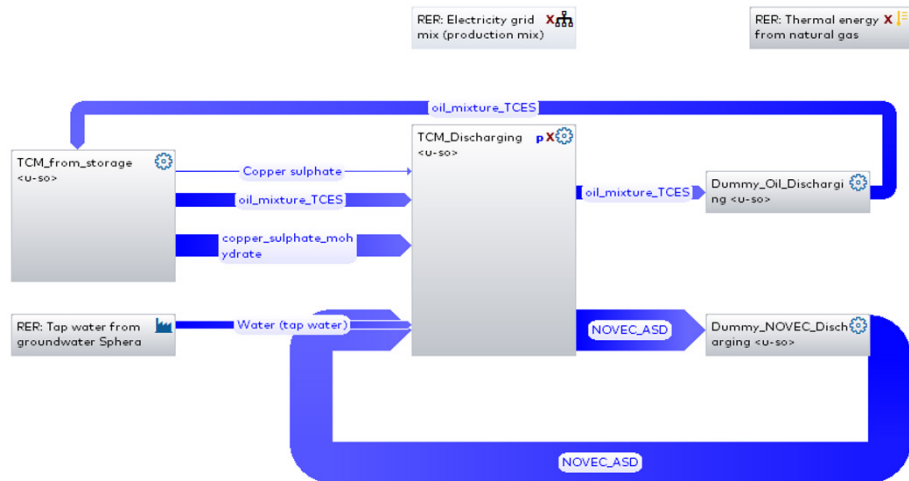 RER: Electricity grid
mix (production mix)
X
RER: Thermal energy
from natural gas
X
oil_mixture_TCES
TCM_from_storage
<u-so>
Copper sulphate
oil_mixture_TCES
copper_sulphate_moh
ydrate
TCM_Discharging
<u-so>
p X
oil_mixture_TCES
Dummy_Oil_Dischargi
ng <u-so>
RER: Tap water from
groundwater Sphera
Water (tap water)
NOVEC_ASD
Dummy_NOVEC_Disch
arging <u-so>
NOVEC_ASD